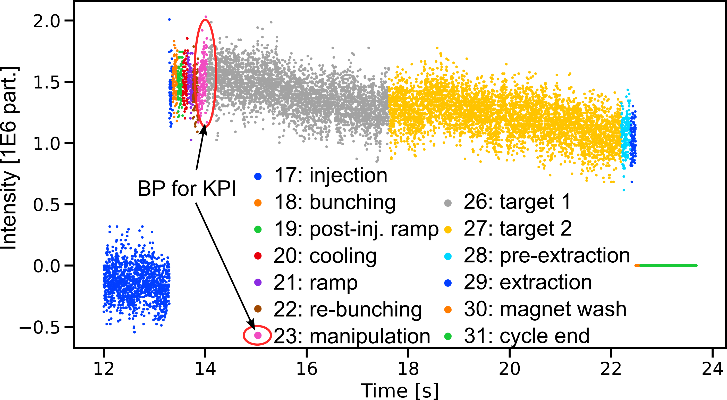 2.0
1.5
1.0
0.5
0.0
−0.5
Intensity [1E6 part.]
BP for KPI
17: injection
18: bunching
19: post-inj. ramp
20: cooling
21: ramp
22: re-bunching
23: manipulation
26: target 1
27: target 2
28: pre-extraction
29: extraction
30: magnet wash
31: cycle end
12 14 16 18 20 22 24
Time [s]